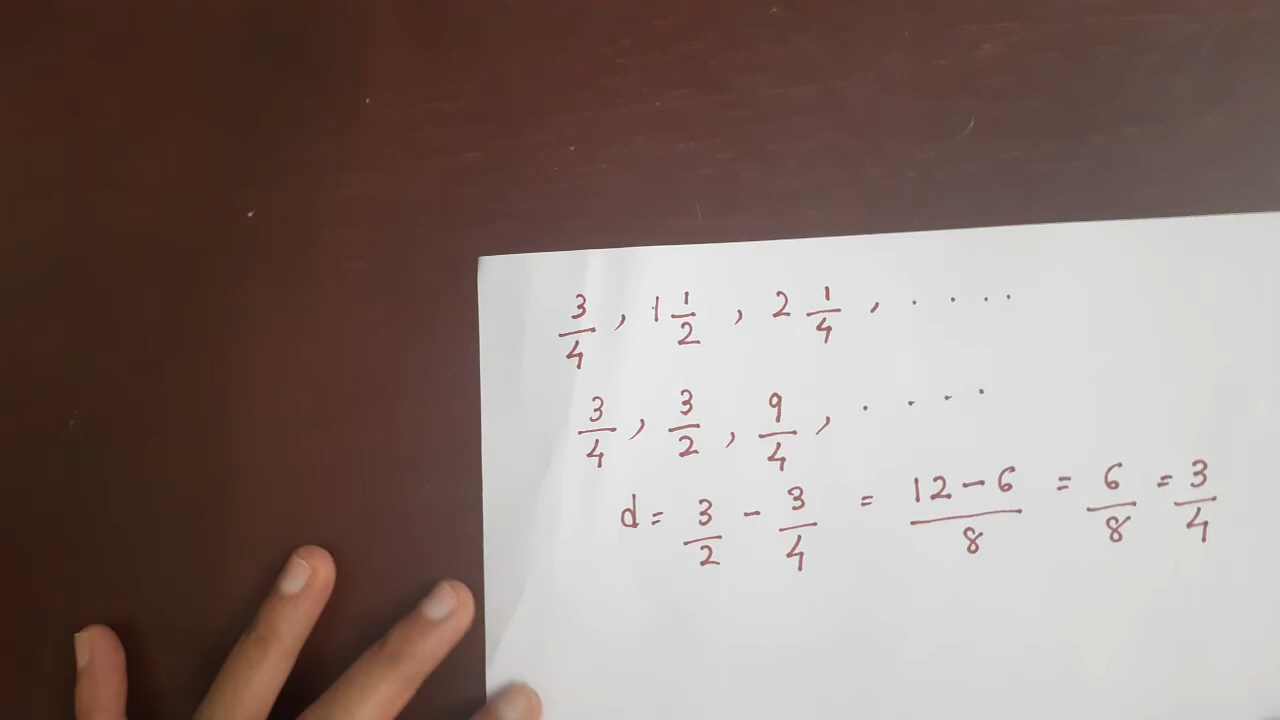 3/4, 1 1/2, 2 1/4, . . . .
3/4, 3/2, 9/4, . . . .
d = 3/2 - 3/4 = 12-6/8 = 6/8 = 3/4